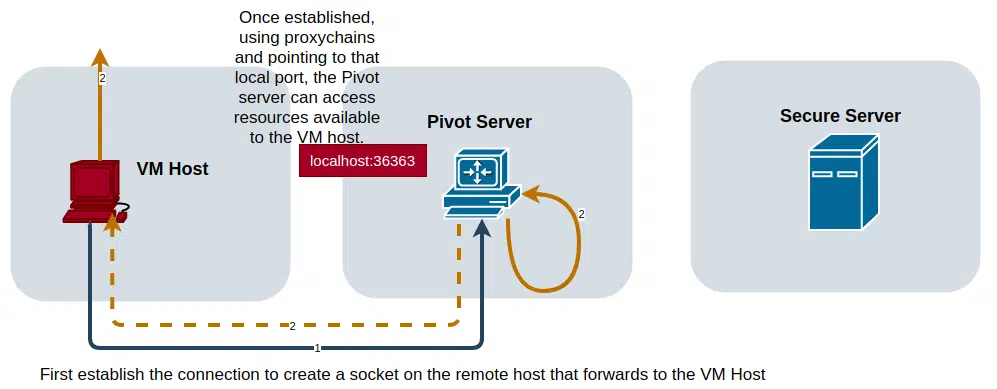 Once established,
using proxychains
and pointing to that
local port, the Pivot
server can access
resources available
to the VM host.
2
Pivot Server
Secure Server
localhost:36363
VM Host
2
2
1
First establish the connection to create a socket on the remote host that forwards to the VM Host